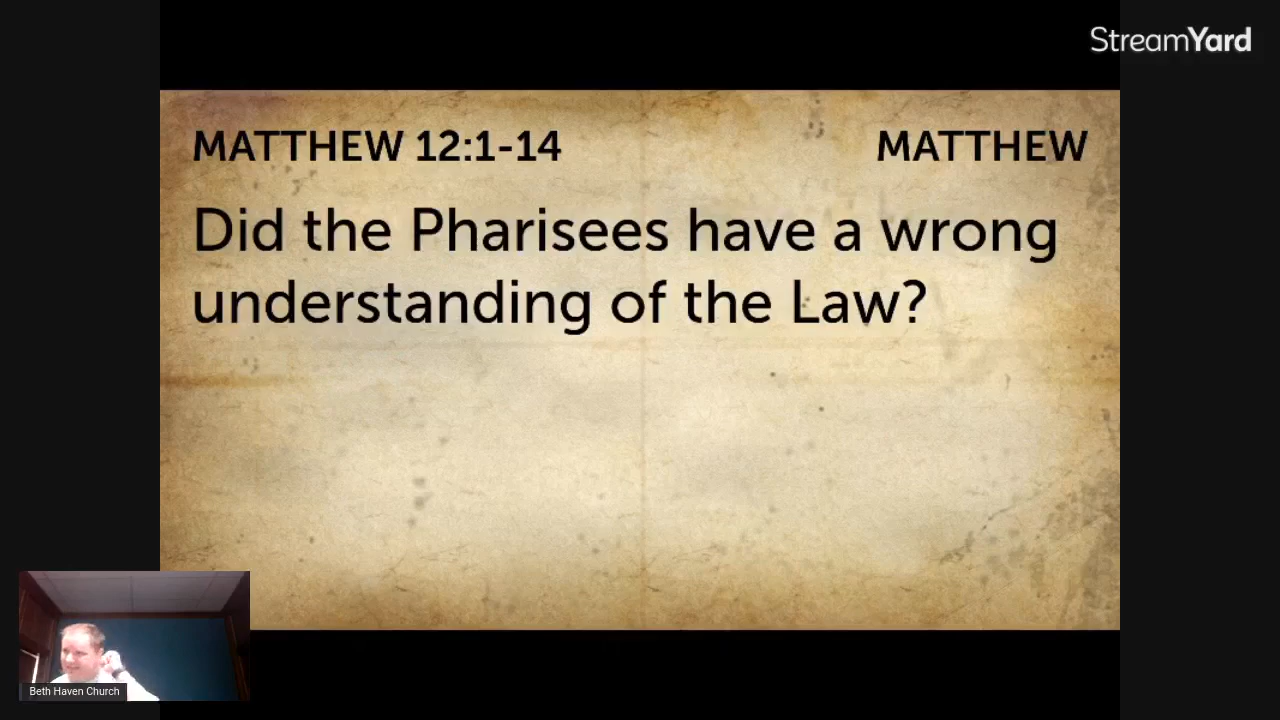 StreamYard
MATTHEW 12:1-14
MATTHEW
Did the Pharisees have a wrong
understanding of the Law?
Beth Haven Church